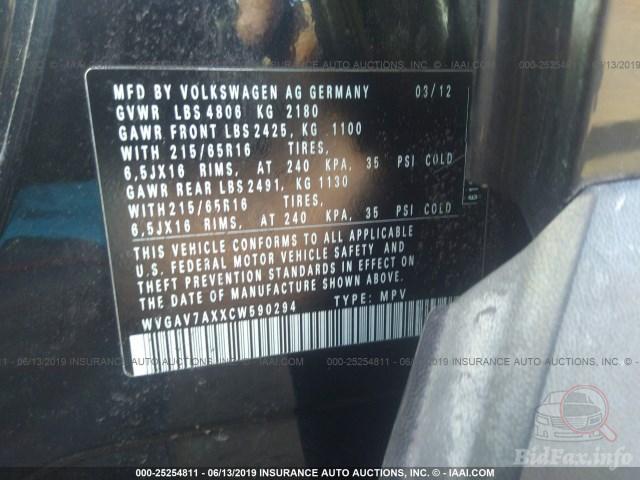 MFD BY VOLKSWAGEN AG GERMANY 03/12
GVWR LBS 4806 KG 2180
GAWR FRONT LBS 2425, KG 1100
WITH 215/65R16 TIRES,
6,5JX16 RIMS, AT 240 KPA, 35 PSI COLD
GAWR REAR LBS 2491, KG 1130
WITH 215/65R16 TIRES,
6,5JX16 RIMS, AT 240 KPA, 35 PSI COLD
THIS VEHICLE CONFORMS TO ALL APPLICABLE
U.S. FEDERAL MOTOR VEHICLE SAFETY AND
THEFT PREVENTION STANDARDS IN EFFECT ON
THE DATE OF MANUFACTURE SHOWN ABOVE
WVGAV7AXXCW590294 TYPE: MPV
BidFax.info
000-25254811 - 06/13/2019 INSURANCE AUTO AUCTIONS, INC. - © IAAI.COM